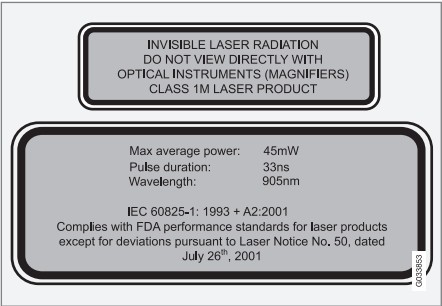 INVISIBLE LASER RADIATION
DO NOT VIEW DIRECTLY WITH
OPTICAL INSTRUMENTS (MAGNIFIERS)
CLASS 1M LASER PRODUCT
Max average power: 45mW
Pulse duration: 33ns
Wavelength: 905nm
IEC 60825-1: 1993 + A2:2001
Complies with FDA performance standards for laser products
except for deviations pursuant to Laser Notice No. 50, dated
July 26th, 2001
G033853